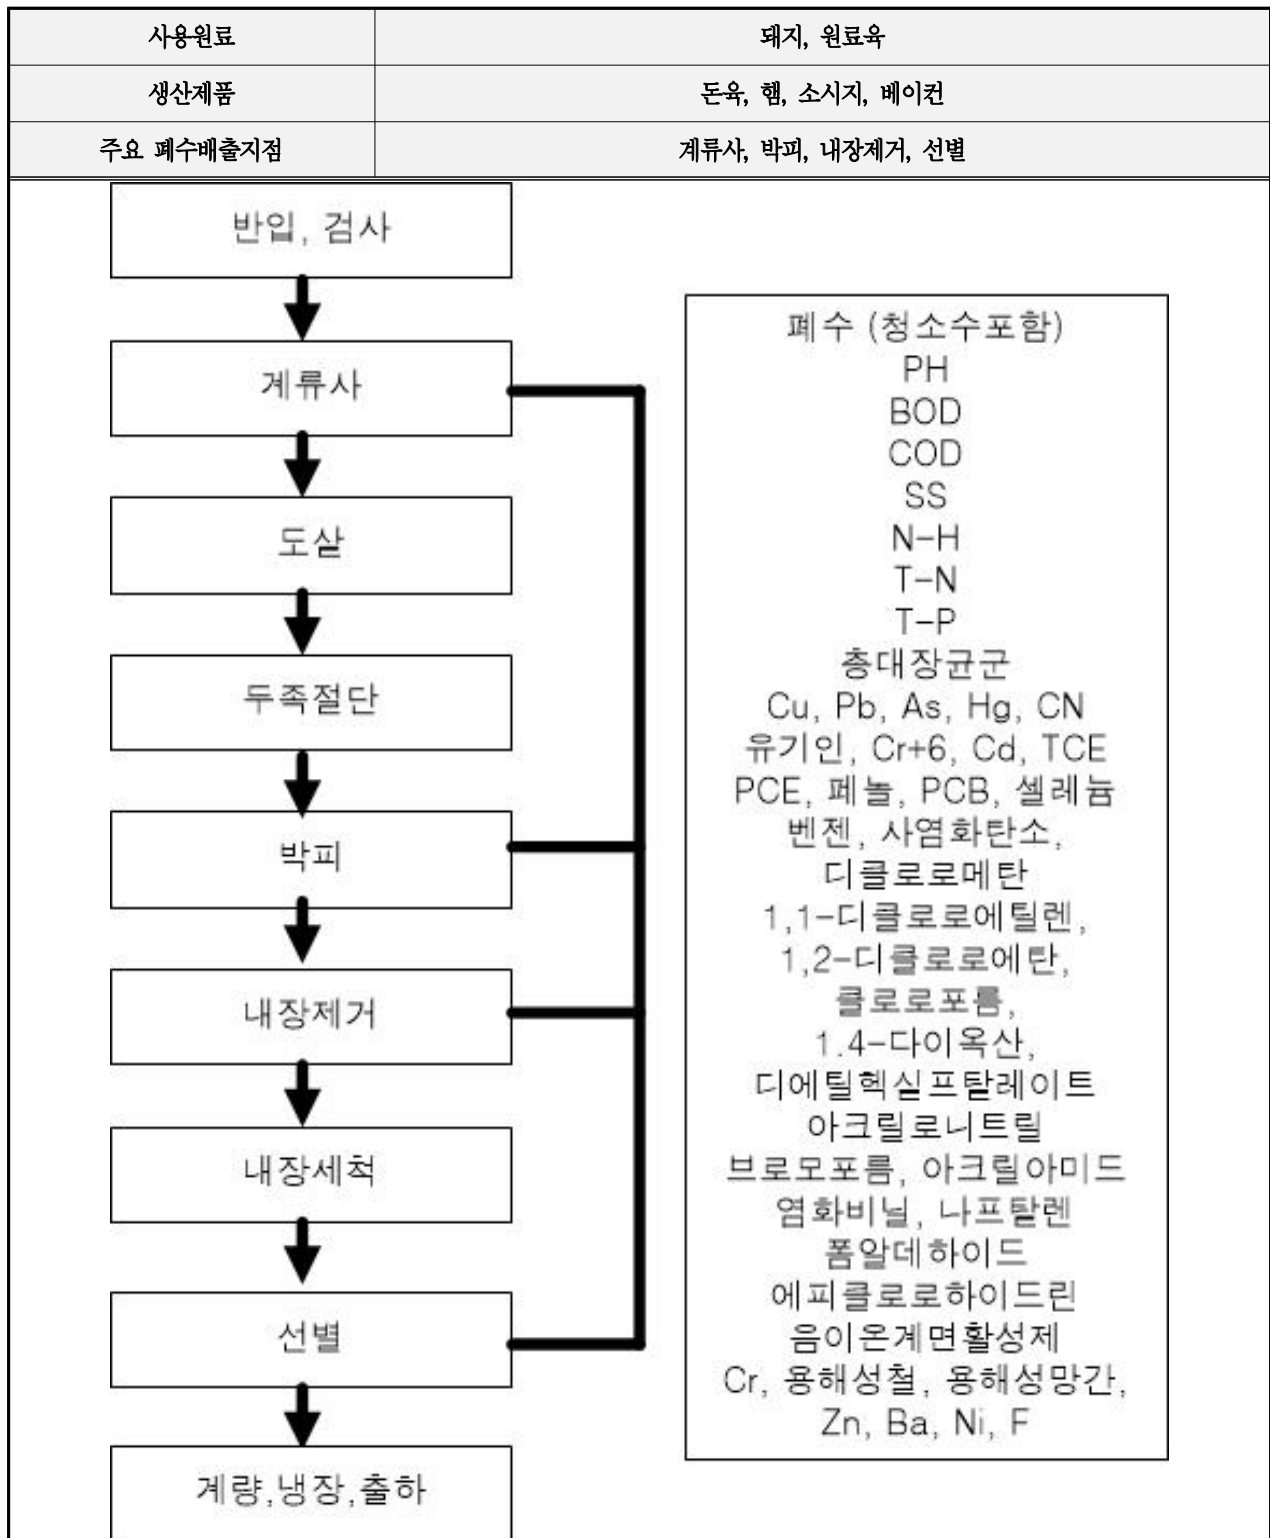 사용원료 돼지, 원료육
생산제품 돈육, 햄, 소시지, 베이컨
주요 폐수배출지점 계류사, 박피, 내장제거, 선별
반입, 검사
계류사
도살
두족절단
박피
내장제거
내장세척
선별
계량,냉장,출하
폐수 (청소수포함)
PH
BOD
COD
SS
N-H
T-N
T-P
총대장균군
Cu, Pb, As, Hg, CN
유기인, Cr+6, Cd, TCE
PCE, 페놀, PCB, 셀레늄
벤젠, 사염화탄소,
디클로로메탄
1,1-디클로로에틸렌,
1,2-디클로로에탄,
클로로포름,
1.4-다이옥산,
디에틸헥실프탈레이트
아크릴로니트릴
브로모포름, 아크릴아미드
염화비닐, 나프탈렌
폼알데하이드
에피클로로하이드린
음이온계면활성제
Cr, 용해성철, 용해성망간,
Zn, Ba, Ni, F